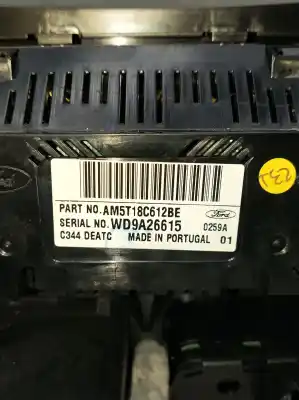 PART NO.AM5T18C612BE
Ford
SERIAL NO.WD9A26615
0259A
C344 DEATC MADE IN PORTUGAL 01